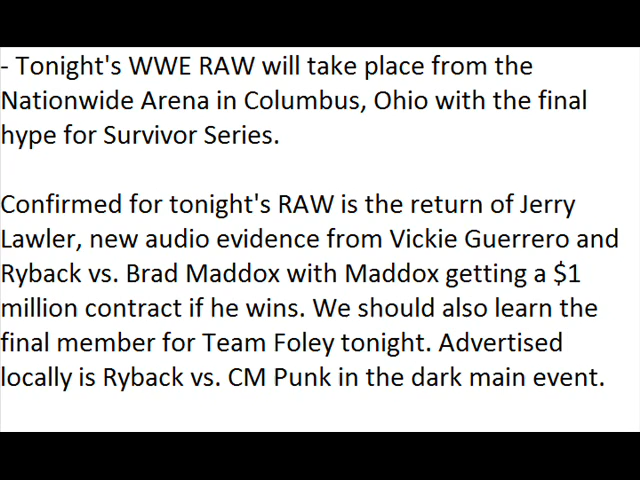 - Tonight's WWE RAW will take place from the
Nationwide Arena in Columbus, Ohio with the final
hype for Survivor Series.
Confirmed for tonight's RAW is the return of Jerry
Lawler, new audio evidence from Vickie Guerrero and
Ryback vs. Brad Maddox with Maddox getting a $1
million contract if he wins. We should also learn the
final member for Team Foley tonight. Advertised
locally is Ryback vs. CM Punk in the dark main event.